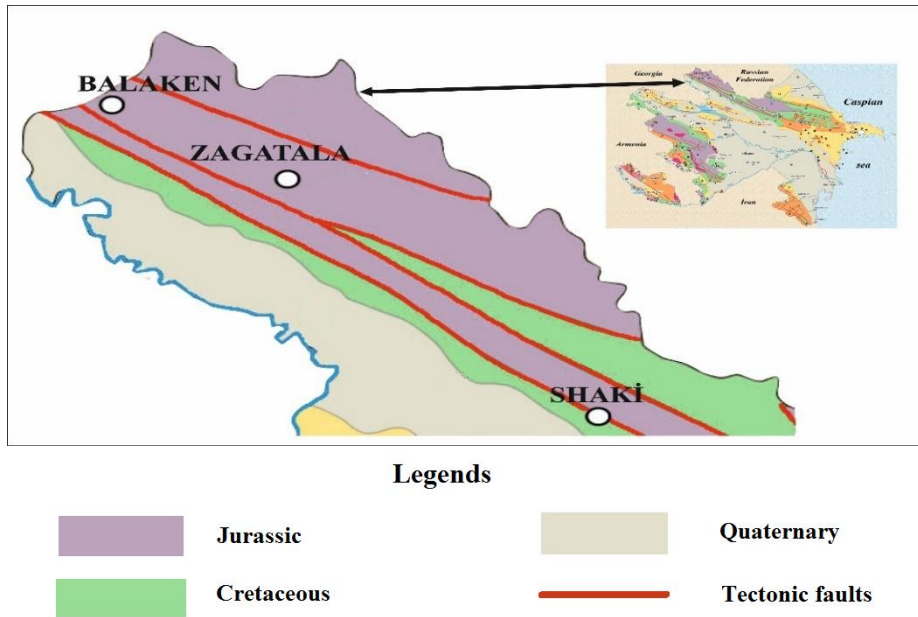 BALAKEN
ZAGATALA
SHAKİ
Georgia
Russian
Federation
Caspian
sea
Armenia
Iran
Legends
Jurassic
Quaternary
Cretaceous
Tectonic faults